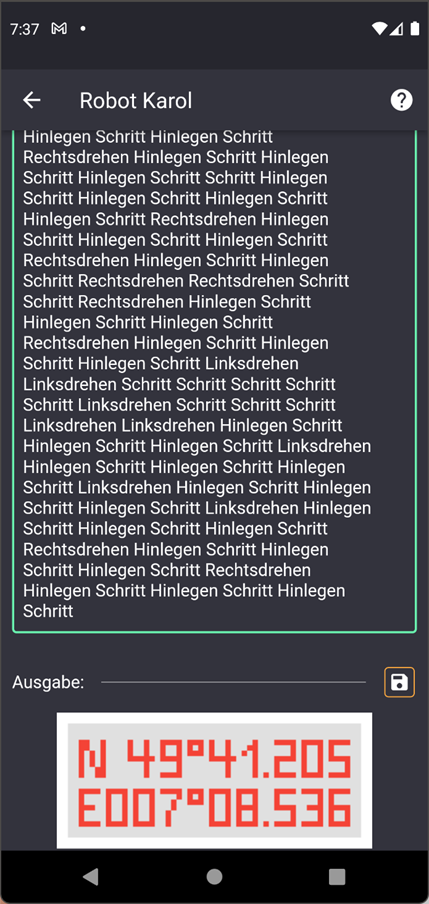 7:37
Robot Karol
Hinlegen Schritt Hinlegen Schritt
Rechtsdrehen Hinlegen Schritt Hinlegen
Schritt Hinlegen Schritt Schritt Hinlegen
Schritt Hinlegen Schritt Hinlegen Schritt
Hinlegen Schritt Rechtsdrehen Hinlegen
Schritt Hinlegen Schritt Hinlegen Schritt
Rechtsdrehen Hinlegen Schritt Hinlegen
Schritt Rechtsdrehen Rechtsdrehen Schritt
Schritt Rechtsdrehen Hinlegen Schritt
Hinlegen Schritt Hinlegen Schritt
Rechtsdrehen Hinlegen Schritt Hinlegen
Schritt Hinlegen Schritt Linksdrehen
Linksdrehen Schritt Schritt Schritt Schritt
Schritt Linksdrehen Schritt Schritt Schritt
Linksdrehen Linksdrehen Hinlegen Schritt
Hinlegen Schritt Hinlegen Schritt Linksdrehen
Hinlegen Schritt Hinlegen Schritt Hinlegen
Schritt Linksdrehen Hinlegen Schritt Hinlegen
Schritt Hinlegen Schritt Linksdrehen Hinlegen
Schritt Hinlegen Schritt Hinlegen Schritt
Rechtsdrehen Hinlegen Schritt Hinlegen
Schritt Hinlegen Schritt Rechtsdrehen
Hinlegen Schritt Hinlegen Schritt Hinlegen
Schritt
Ausgabe:
N 49°41.205
E007°08.536